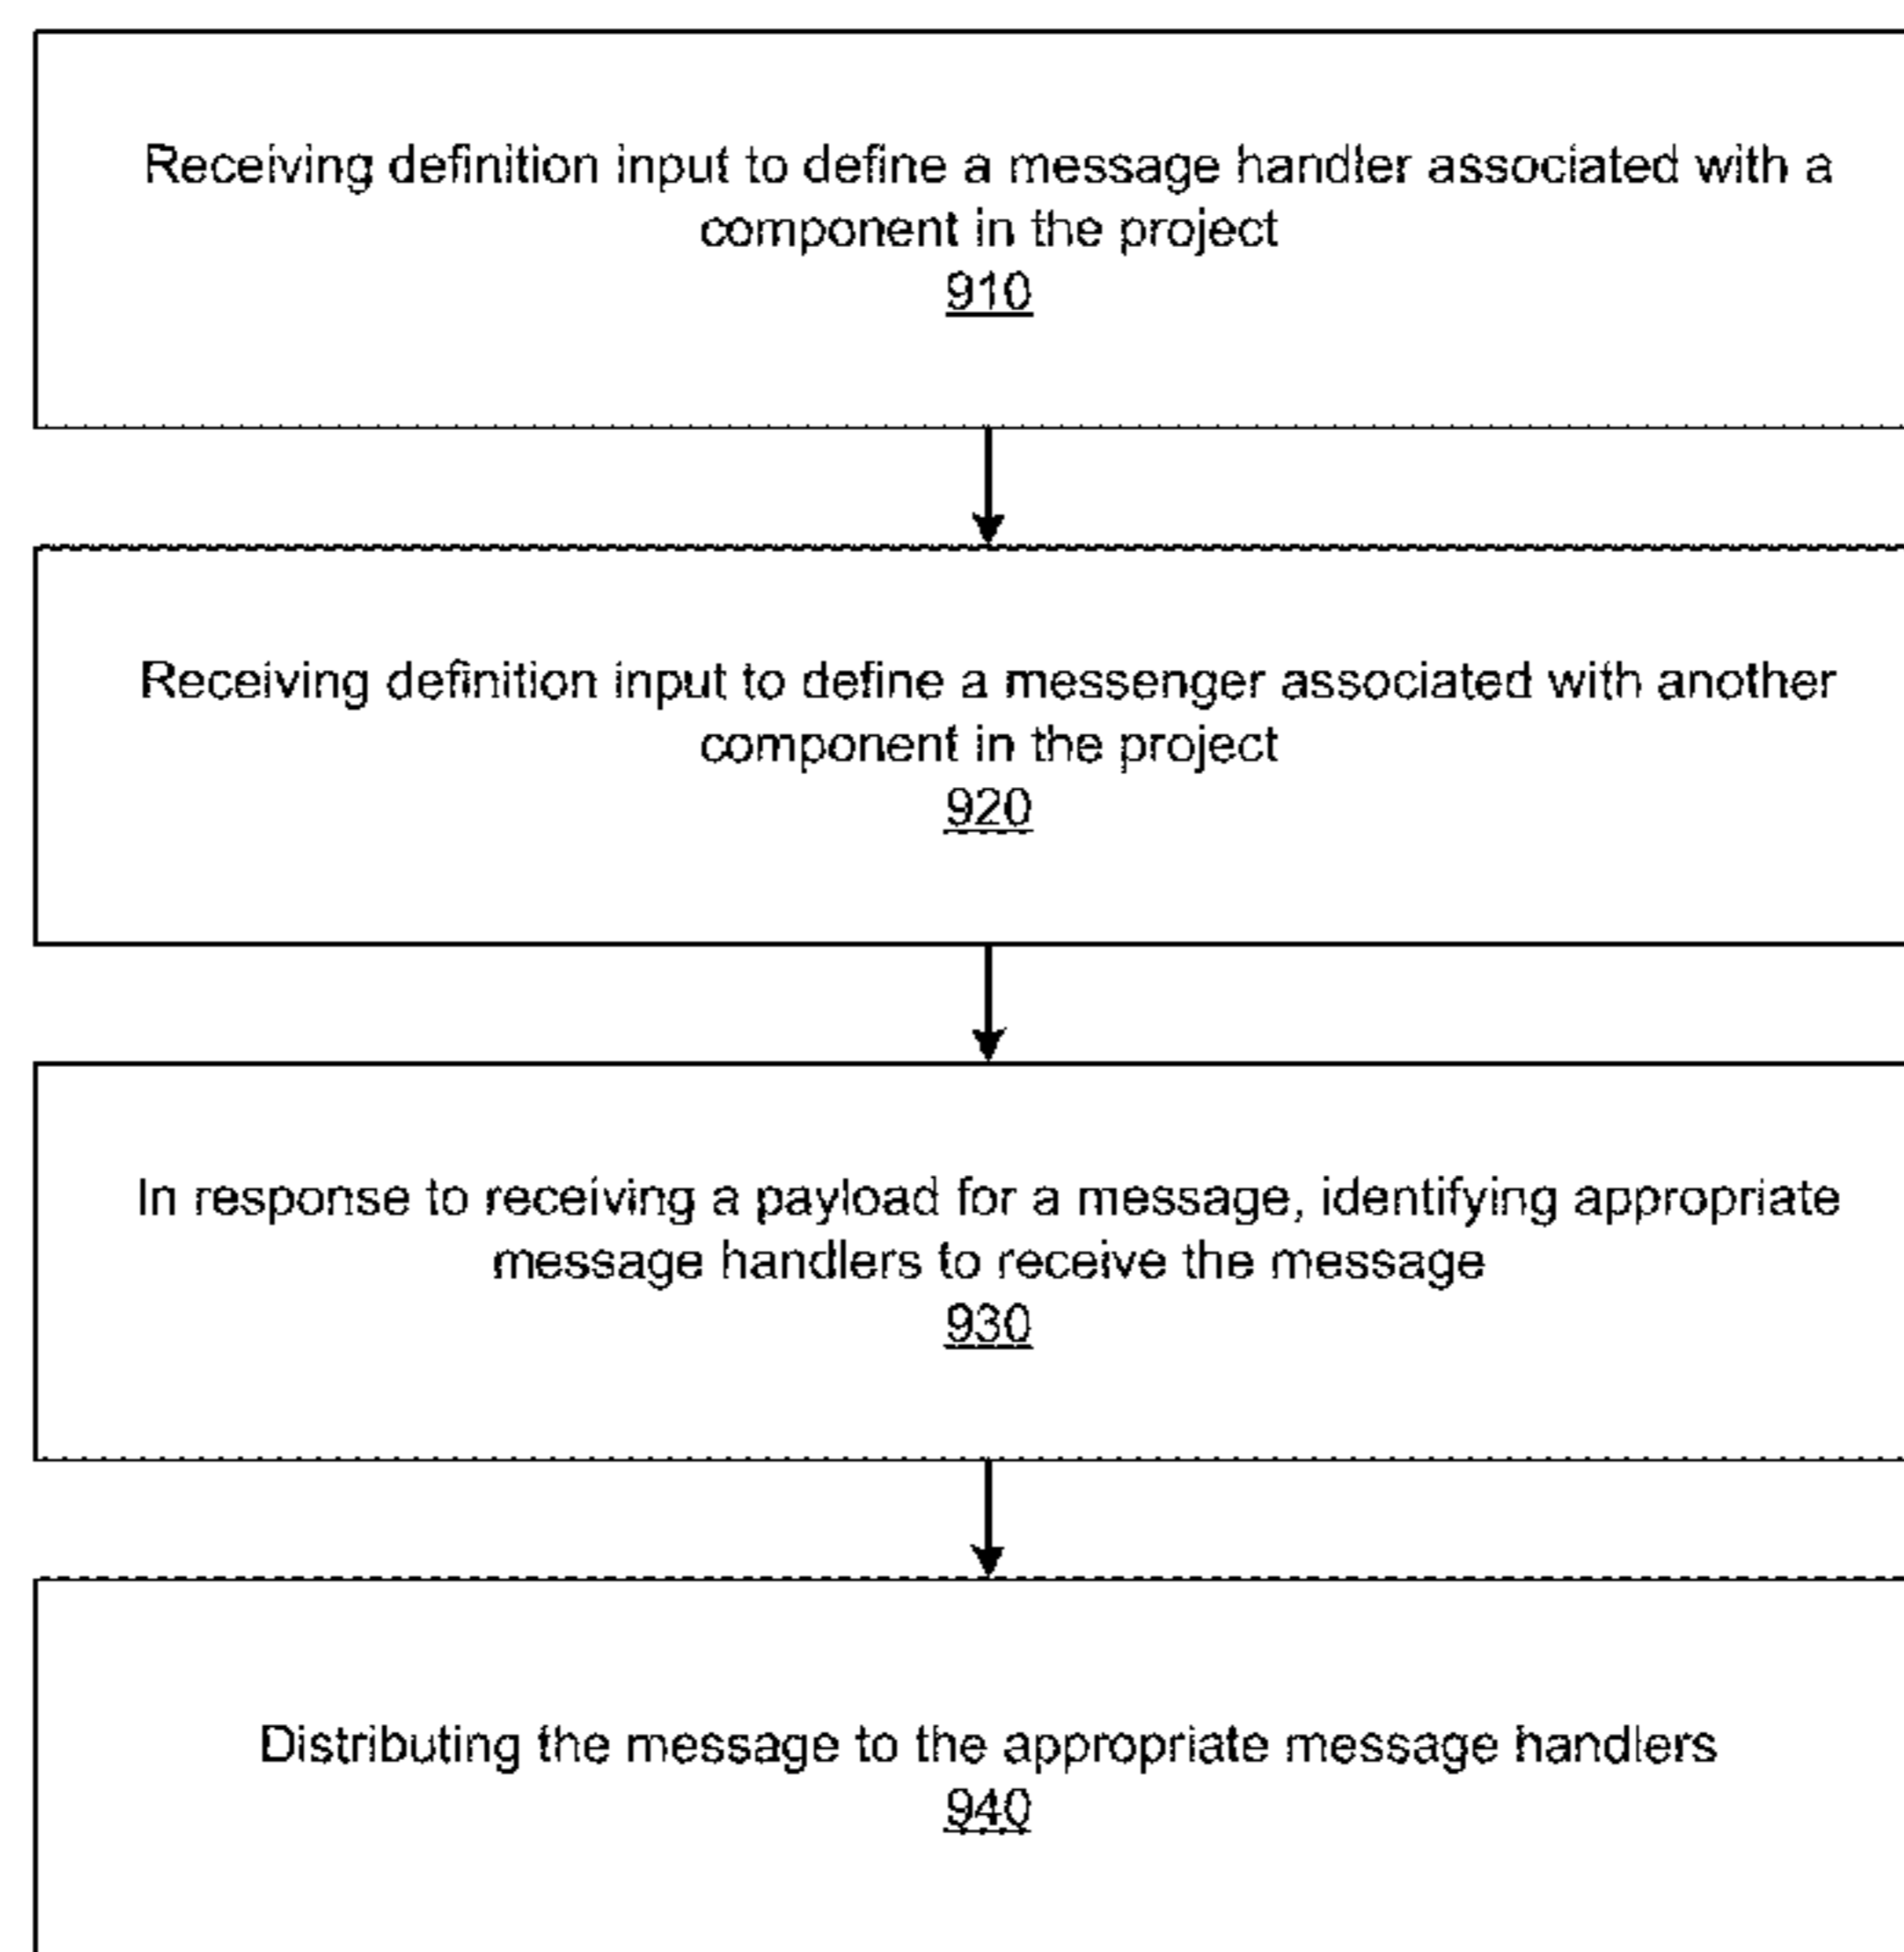 Receiving definition input to define a message handler associated with a
component in the project
910
Receiving definition input to define a messenger associated with another
component in the project
920
In response to receiving a payload for a message, identifying appropriate
message handlers to receive the message
930
Distributing the message to the appropriate message handlers
940